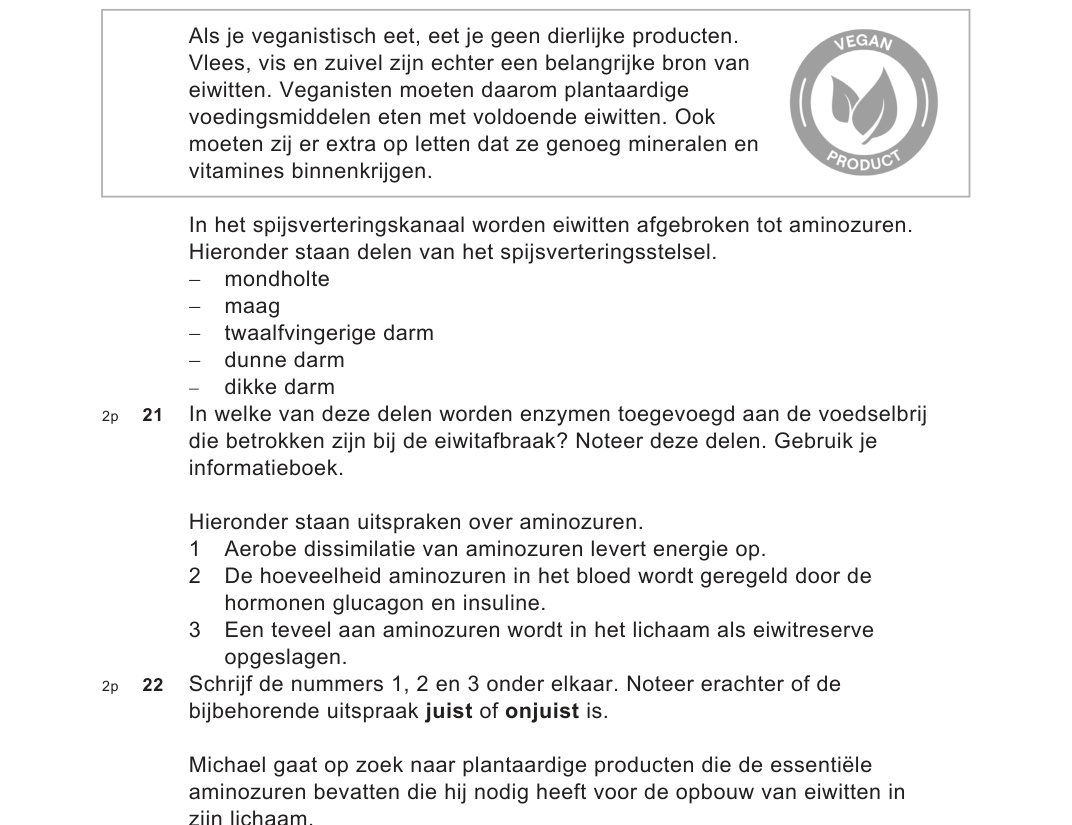 Als je veganistisch eet, eet je geen dierlijke producten.
Vlees, vis en zuivel zijn echter een belangrijke bron van
eiwitten. Veganisten moeten daarom plantaardige
voedingsmiddelen eten met voldoende eiwitten. Ook
moeten zij er extra op letten dat ze genoeg mineralen en
vitamines binnenkrijgen.
VEGAN
PRODUCT
In het spijsverteringskanaal worden eiwitten afgebroken tot aminozuren.
Hieronder staan delen van het spijsverteringsstelsel.
– mondholte
– maag
– twaalfvingerige darm
– dunne darm
– dikke darm
2p 21 In welke van deze delen worden enzymen toegevoegd aan de voedselbrij
die betrokken zijn bij de eiwitafbraak? Noteer deze delen. Gebruik je
informatieboek.
Hieronder staan uitspraken over aminozuren.
1 Aerobe dissimilatie van aminozuren levert energie op.
2 De hoeveelheid aminozuren in het bloed wordt geregeld door de
hormonen glucagon en insuline.
3 Een teveel aan aminozuren wordt in het lichaam als eiwitreserve
opgeslagen.
2p 22 Schrijf de nummers 1, 2 en 3 onder elkaar. Noteer erachter of de
bijbehorende uitspraak juist of onjuist is.
Michael gaat op zoek naar plantaardige producten die de essentiële
aminozuren bevatten die hij nodig heeft voor de opbouw van eiwitten in
zijn lichaam.